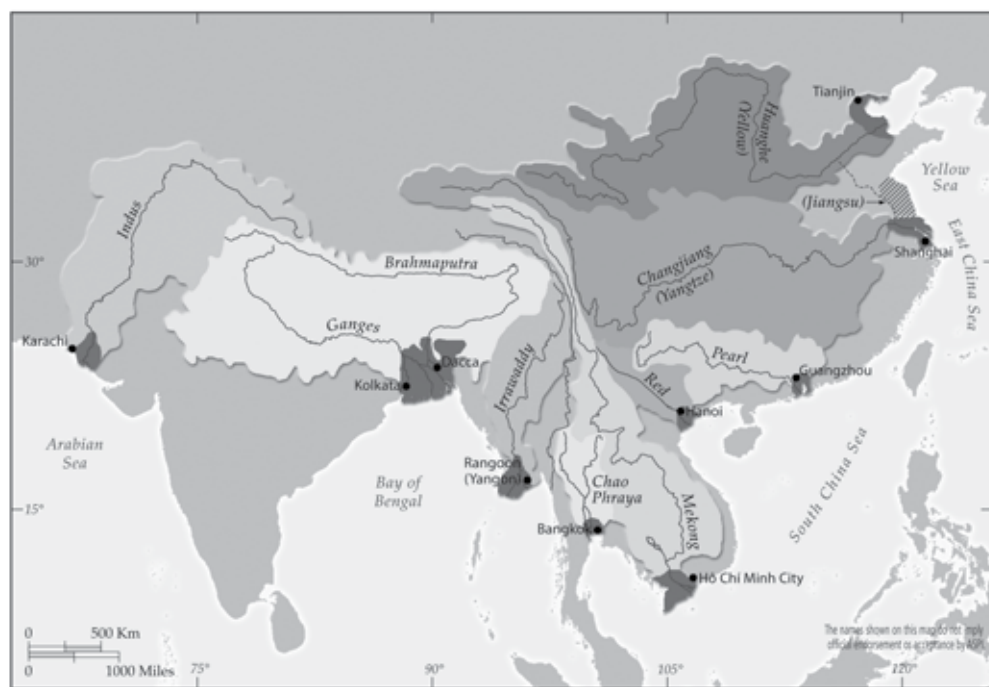 Tianjin
Huanghe
(Yellow)
Yellow
Sea
(Jiangsu)
Indus
Shanghai
East China Sea
30°
Brahmaputra
Changjiang
(Yangtze)
Ganges
Karachi
Dacca
Pearl
Guangzhou
Kolkata
Irrawaddy
Red
Hanoi
Arabian
Sea
Rangoon
(Yangon)
Bay of
Bengal
Chao
Phraya
South China Sea
15°
Mekong
Bangkok
Hô Chi Minh City
0 500 Km
0 1000 Miles
The names shown on this map do not imply
official endorsement or acceptance by
75°
90°
105°
120°